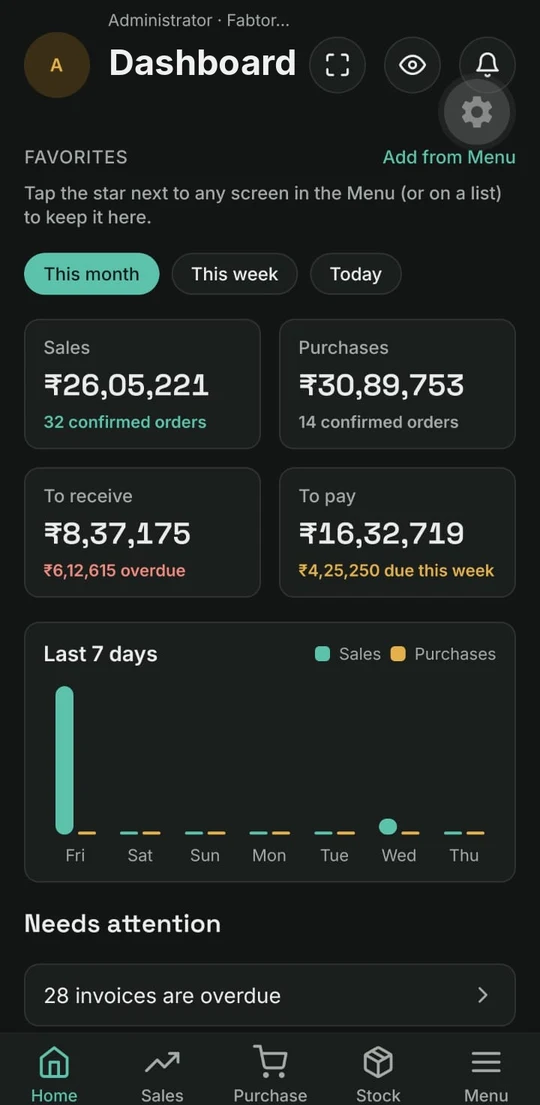 Administrator · Fabtor...
A
Dashboard
FAVORITES
Add from Menu
Tap the star next to any screen in the Menu (or on a list)
to keep it here.
This month
This week
Today
Sales
₹26,05,221
32 confirmed orders
Purchases
₹30,89,753
14 confirmed orders
To receive
₹8,37,175
₹6,12,615 overdue
To pay
₹16,32,719
₹4,25,250 due this week
Last 7 days
Sales
Purchases
Fri
Sat
Sun
Mon
Tue
Wed
Thu
Needs attention
28 invoices are overdue
Home
Sales
Purchase
Stock
Menu